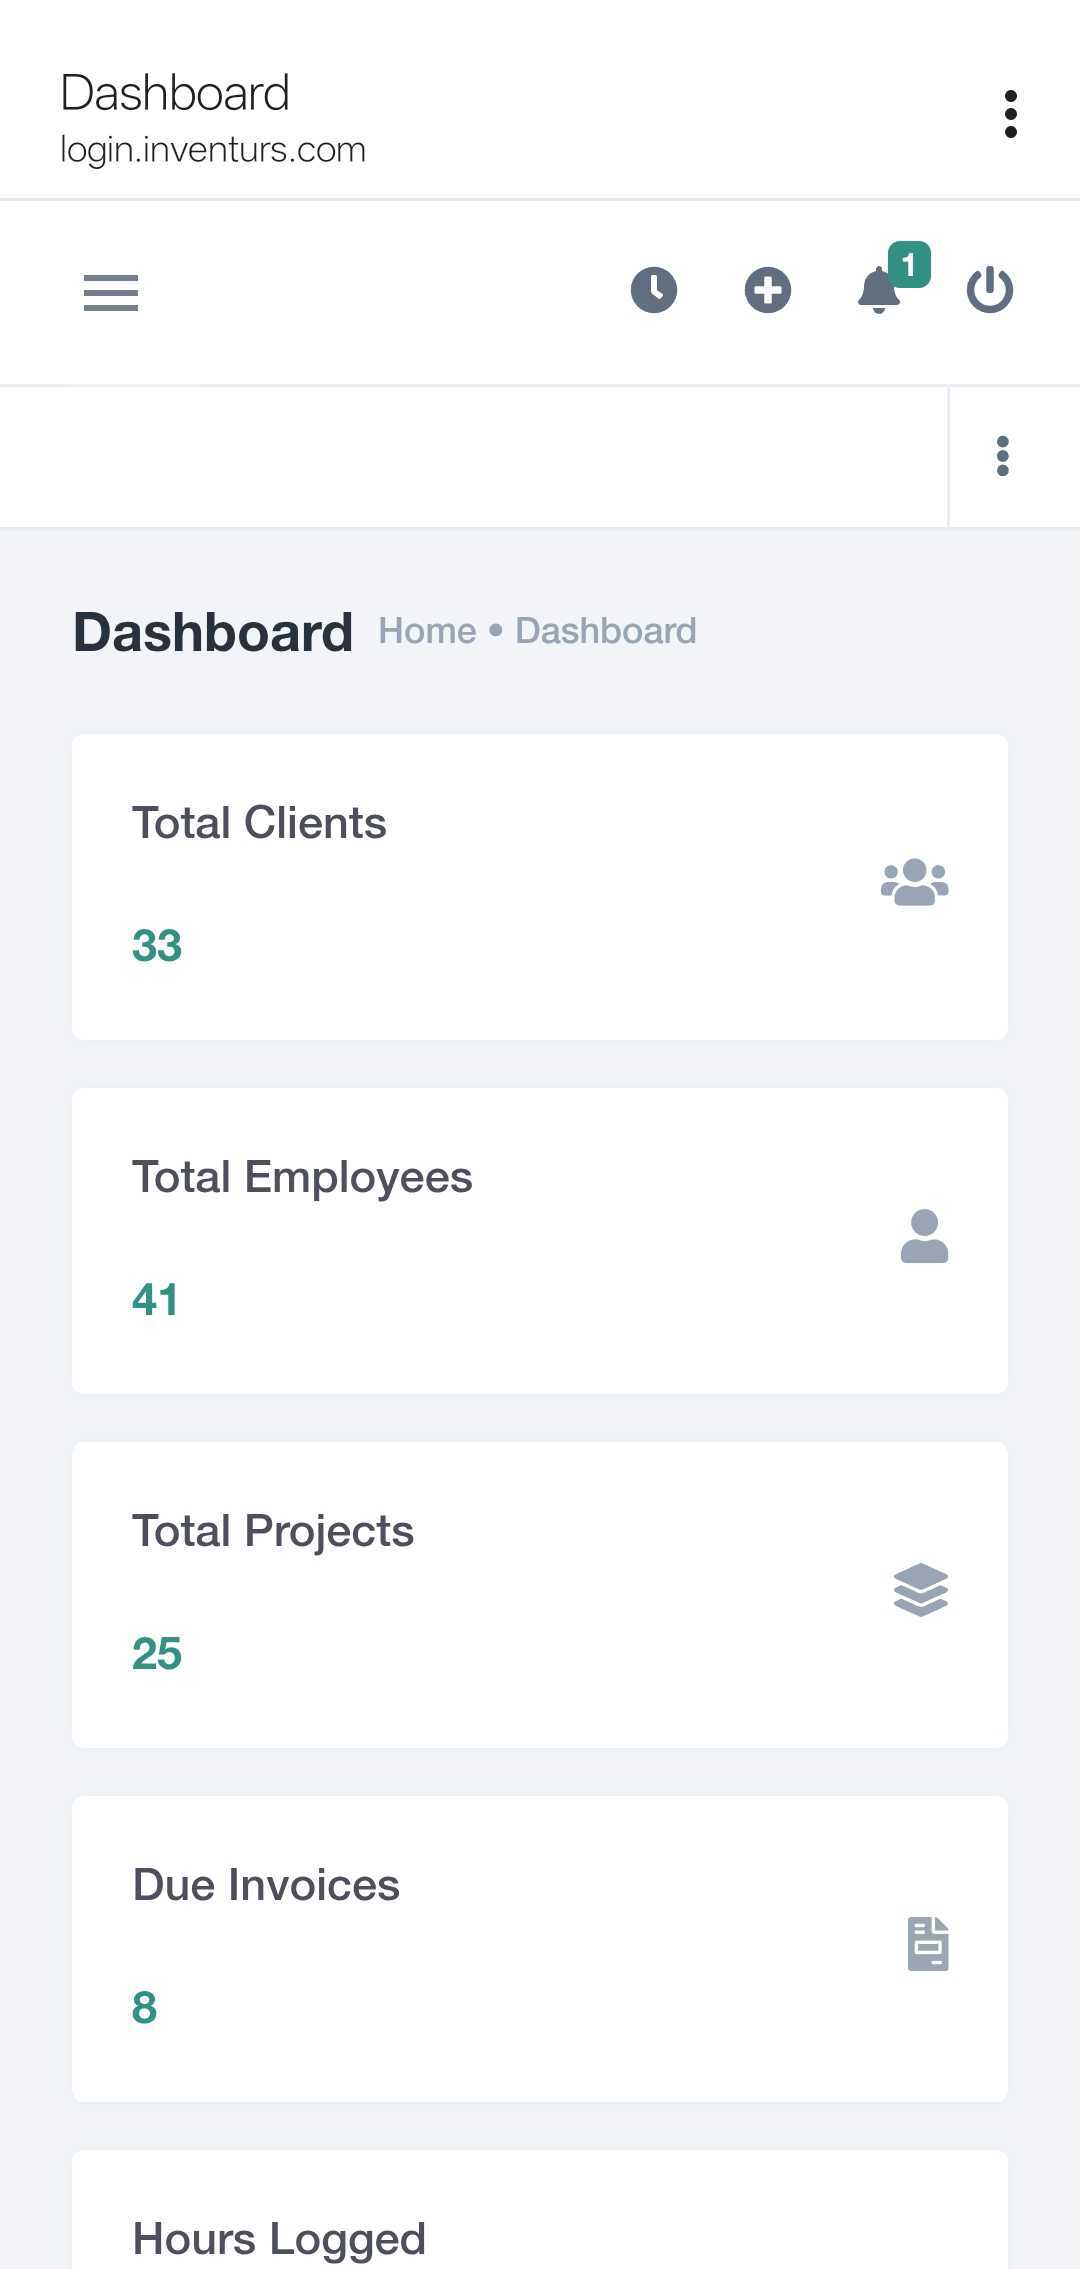 Dashboard
login.inventurs.com
1
Dashboard Home • Dashboard
Total Clients
33
Total Employees
41
Total Projects
25
Due Invoices
8
Hours Logged